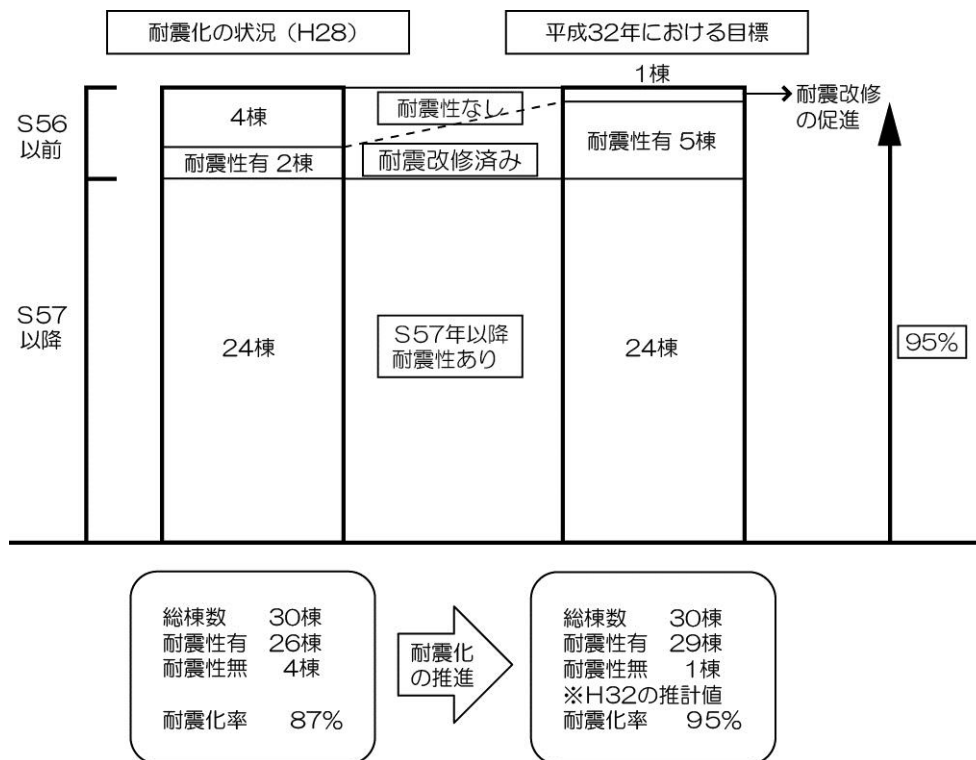 耐震化の状況（H28）
平成32年における目標
1棟
耐震改修
の促進
S56
以前
4棟
耐震性なし
耐震性有 5棟
耐震性有 2棟
耐震改修済み
S57
以降
24棟
S57年以降
耐震性あり
24棟
95%
総棟数 30棟
耐震性有 26棟
耐震性無 4棟
耐震化率 87%
耐震化
の推進
総棟数 30棟
耐震性有 29棟
耐震性無 1棟
※H32の推計値
耐震化率 95%